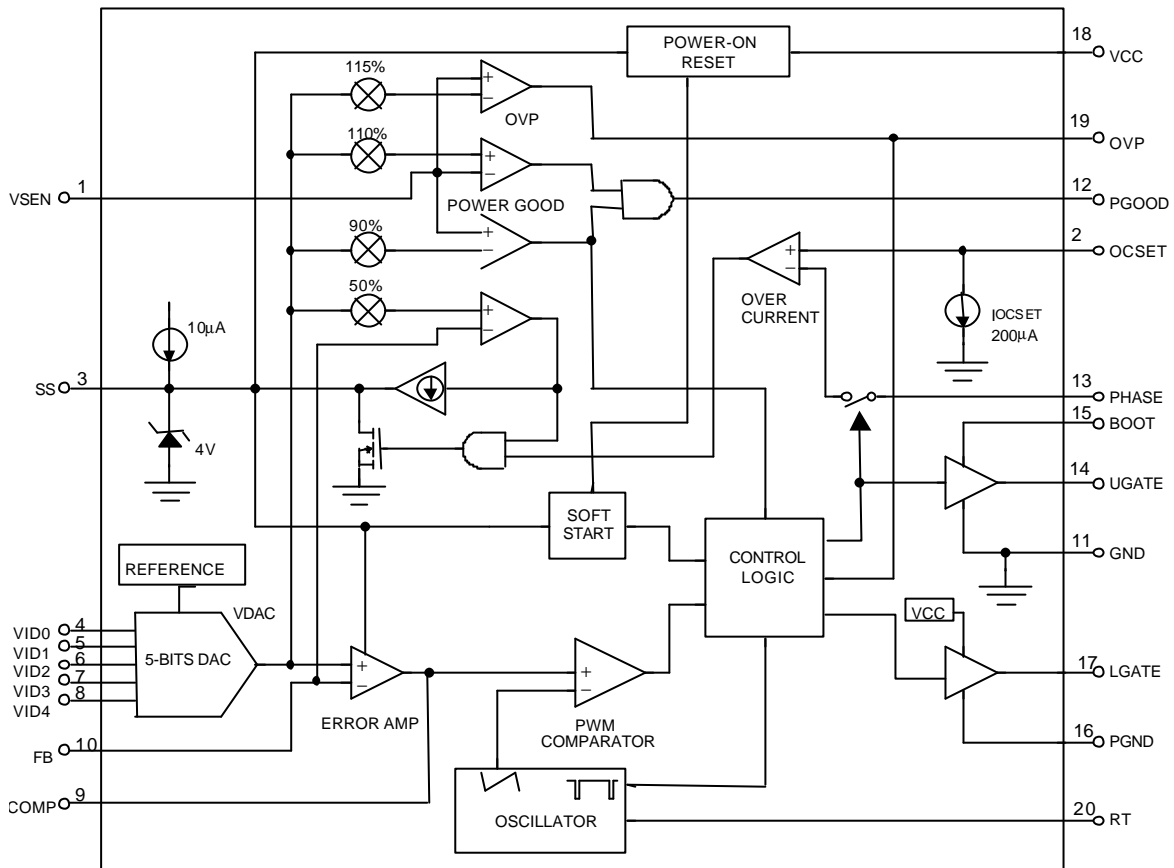 POWER-ON
RESET
18
VCC
115%
+
−
OVP
19
OVP
110%
+
−
POWER GOOD
VSEN
1
12
PGOOD
90%
+
−
2
OCSET
+
−
OVER
CURRENT
IOCSET
200μA
50%
+
−
10μA
SS
3
4V
13
PHASE
15
BOOT
14
UGATE
SOFT
START
CONTROL
LOGIC
11
GND
REFERENCE
VDAC
VCC
VID0
4
VID1
5
VID2
6
VID3
7
VID4
8
5-BITS DAC
+
−
ERROR AMP
+
−
PWM
COMPARATOR
17
LGATE
16
PGND
FB
10
COMP
9
OSCILLATOR
20
RT